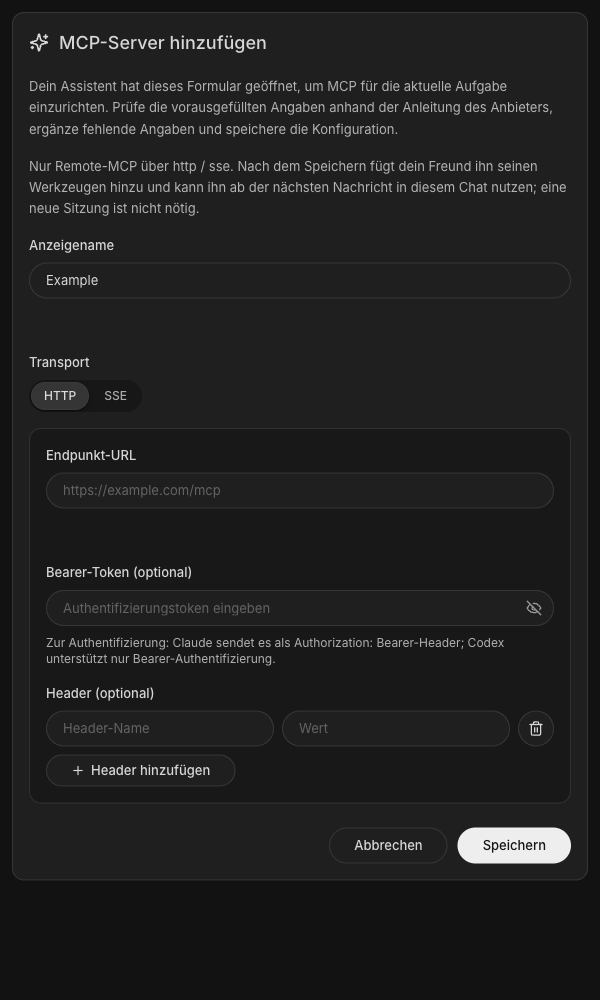 MCP-Server hinzufügen
Dein Assistent hat dieses Formular geöffnet, um MCP für die aktuelle Aufgabe
einzurichten. Prüfe die vorausgefüllten Angaben anhand der Anleitung des Anbieters,
ergänze fehlende Angaben und speichere die Konfiguration.
Nur Remote-MCP über http / sse. Nach dem Speichern fügt dein Freund ihn seinen
Werkzeugen hinzu und kann ihn ab der nächsten Nachricht in diesem Chat nutzen; eine
neue Sitzung ist nicht nötig.
Anzeigename
Example
Transport
HTTP SSE
Endpunkt-URL
https://example.com/mcp
Bearer-Token (optional)
Authentifizierungstoken eingeben
Zur Authentifizierung: Claude sendet es als Authorization: Bearer-Header; Codex
unterstützt nur Bearer-Authentifizierung.
Header (optional)
Header-Name Wert
+ Header hinzufügen
Abbrechen Speichern